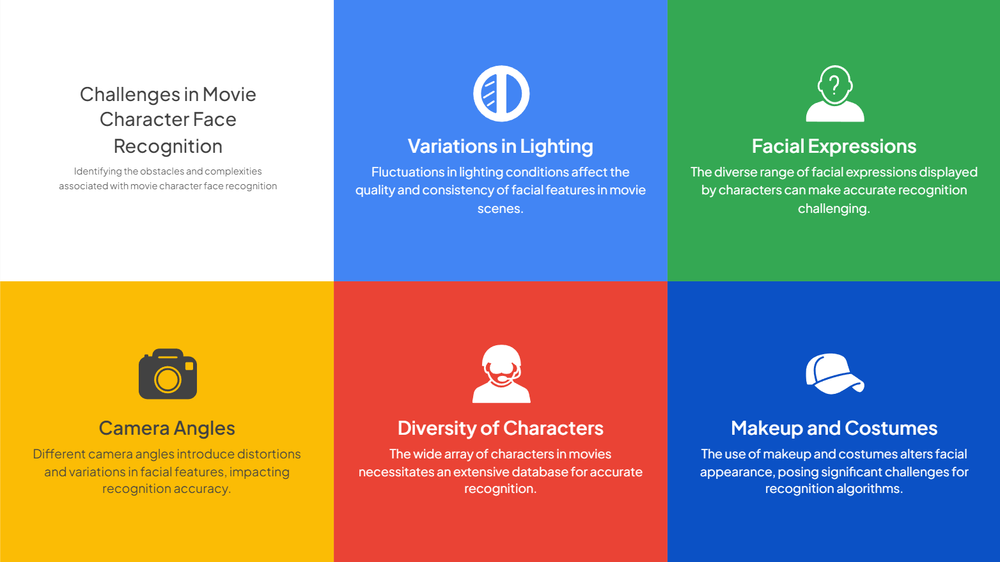 Challenges in Movie
Character Face
Recognition
Identifying the obstacles and complexities
associated with movie character face recognition
Variations in Lighting
Fluctuations in lighting conditions affect the
quality and consistency of facial features in movie
scenes.
?
Facial Expressions
The diverse range of facial expressions displayed
by characters can make accurate recognition
challenging.
Camera Angles
Different camera angles introduce distortions
and variations in facial features, impacting
recognition accuracy.
Diversity of Characters
The wide array of characters in movies
necessitates an extensive database for accurate
recognition.
Makeup and Costumes
The use of makeup and costumes alters facial
appearance, posing significant challenges for
recognition algorithms.